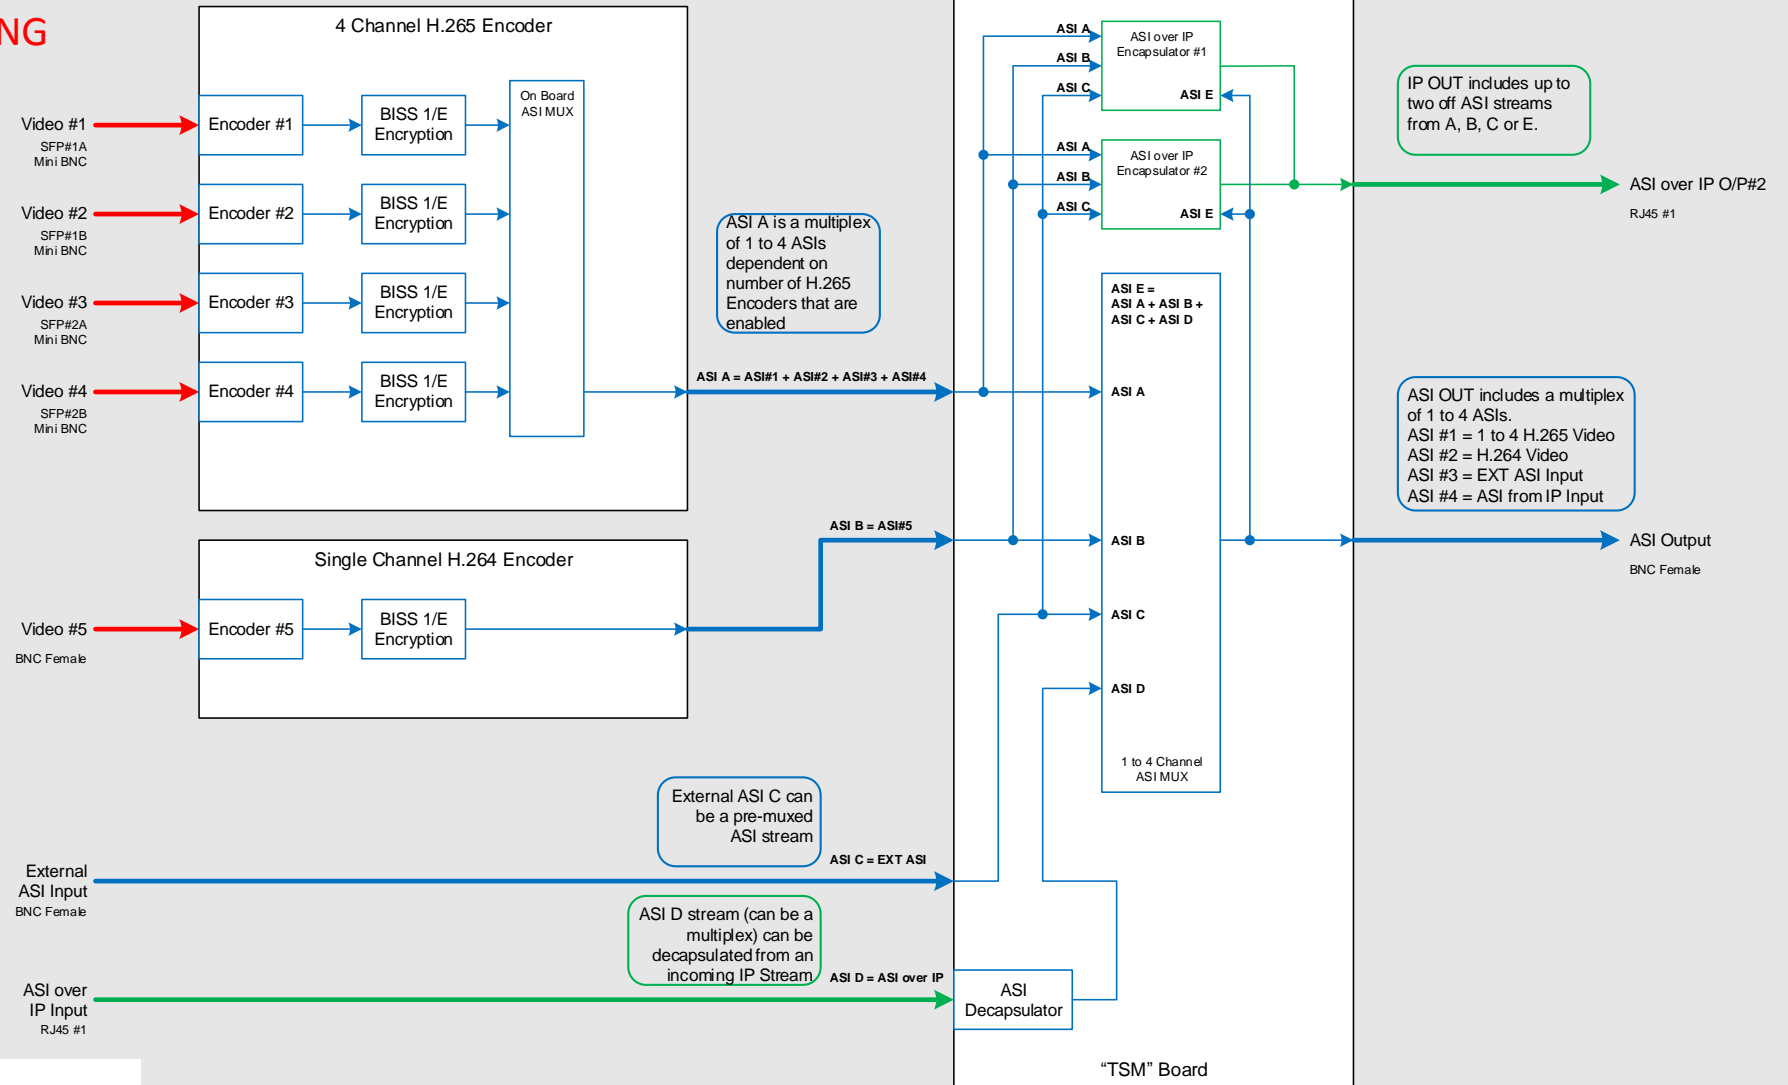 NG
4 Channel H.265 Encoder
Video #1
SFP#1A
Mini BNC
Encoder #1
BISS 1/E
Encryption
On Board
ASI MUX
Video #2
SFP#1B
Mini BNC
Encoder #2
BISS 1/E
Encryption
Video #3
SFP#2A
Mini BNC
Encoder #3
BISS 1/E
Encryption
Video #4
SFP#2B
Mini BNC
Encoder #4
BISS 1/E
Encryption
ASI A is a multiplex
of 1 to 4 ASIs
dependent on
number of H.265
Encoders that are
enabled
ASI A = ASI#1 + ASI#2 + ASI#3 + ASI#4
Single Channel H.264 Encoder
Video #5
BNC Female
Encoder #5
BISS 1/E
Encryption
ASI B = ASI#5
External ASI C can
be a pre-muxed
ASI stream
External
ASI Input
BNC Female
ASI C = EXT ASI
ASI D stream (can be a
multiplex) can be
decapsulated from an
incoming IP Stream
ASI over
IP Input
RJ45 #1
ASI D = ASI over IP
ASI
Decapsulator
ASI A
ASI B
ASI C
ASI over IP
Encapsulator #1
ASI E
ASI A
ASI B
ASI C
ASI over IP
Encapsulator #2
ASI E
ASI E =
ASI A + ASI B +
ASI C + ASI D
ASI A
ASI B
ASI C
ASI D
1 to 4 Channel
ASI MUX
"TSM" Board
IP OUT includes up to
two off ASI streams
from A, B, C or E.
ASI over IP O/P#2
RJ45 #1
ASI OUT includes a multiplex
of 1 to 4 ASIs.
ASI #1 = 1 to 4 H.265 Video
ASI #2 = H.264 Video
ASI #3 = EXT ASI Input
ASI #4 = ASI from IP Input
ASI Output
BNC Female